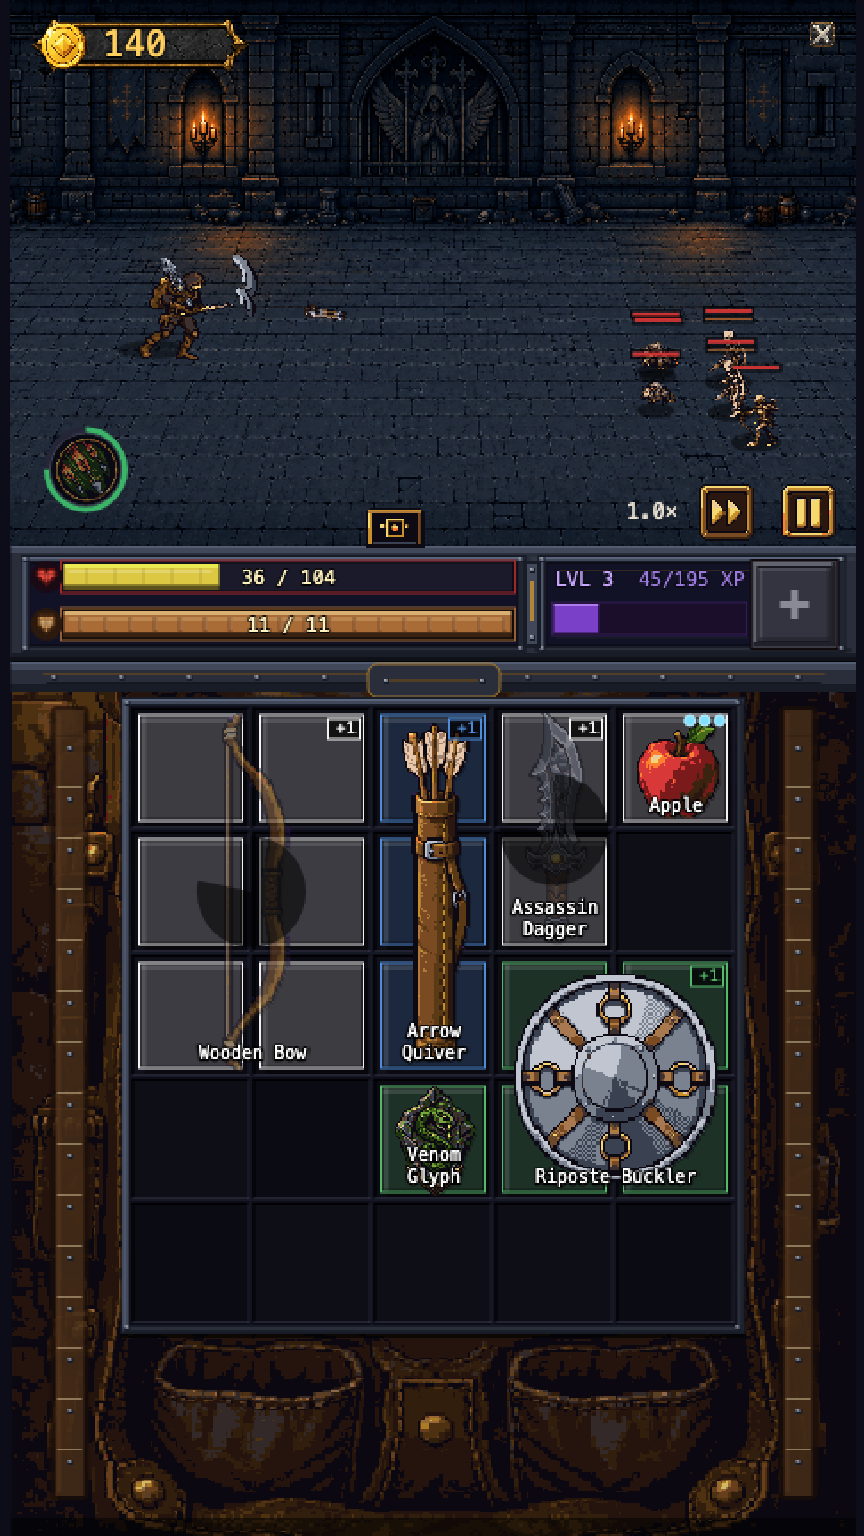 140
1.0×
36 / 104
LVL 3 45/195 XP
11 / 11
+1
+1
+1
Apple
Assassin
Dagger
+1
Wooden Bow
Arrow
Quiver
Venom
Glyph
Riposte Buckler